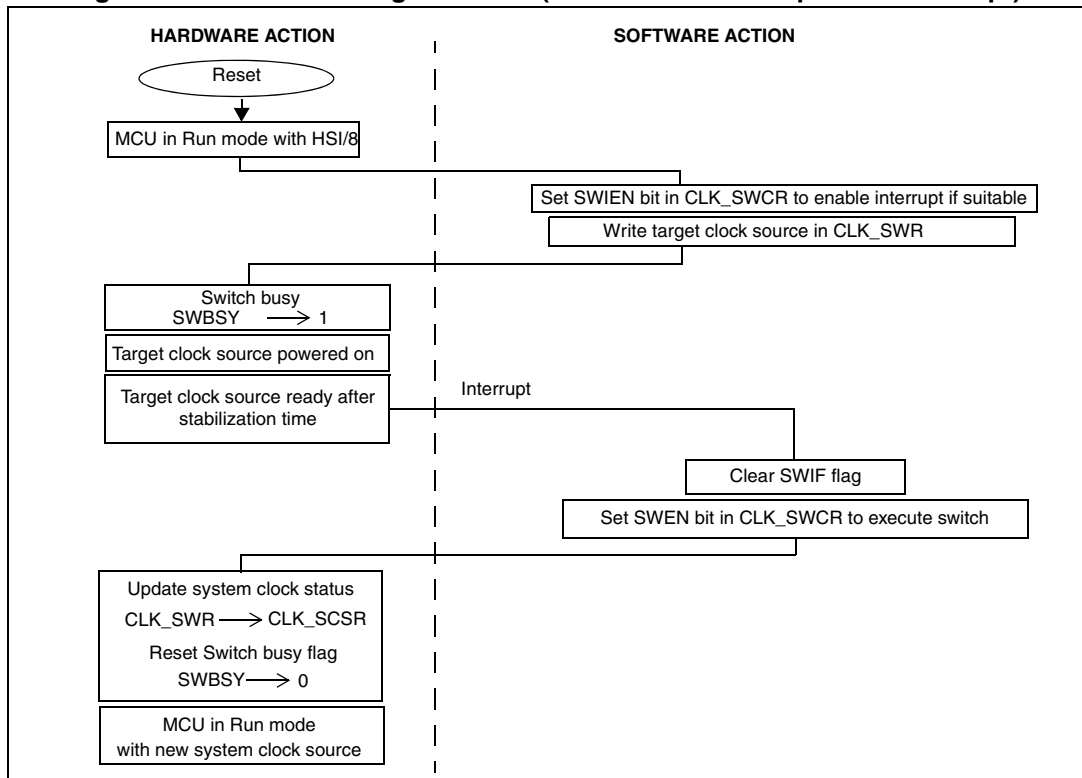 HARDWARE ACTION
SOFTWARE ACTION
Reset
MCU in Run mode with HSI/8
Set SWIEN bit in CLK_SWCR to enable interrupt if suitable
Write target clock source in CLK_SWR
Switch busy
SWBSY → 1
Target clock source powered on
Target clock source ready after
stabilization time
Interrupt
Clear SWIF flag
Set SWEN bit in CLK_SWCR to execute switch
Update system clock status
CLK_SWR → CLK_SCSR
Reset Switch busy flag
SWBSY → 0
MCU in Run mode
with new system clock source